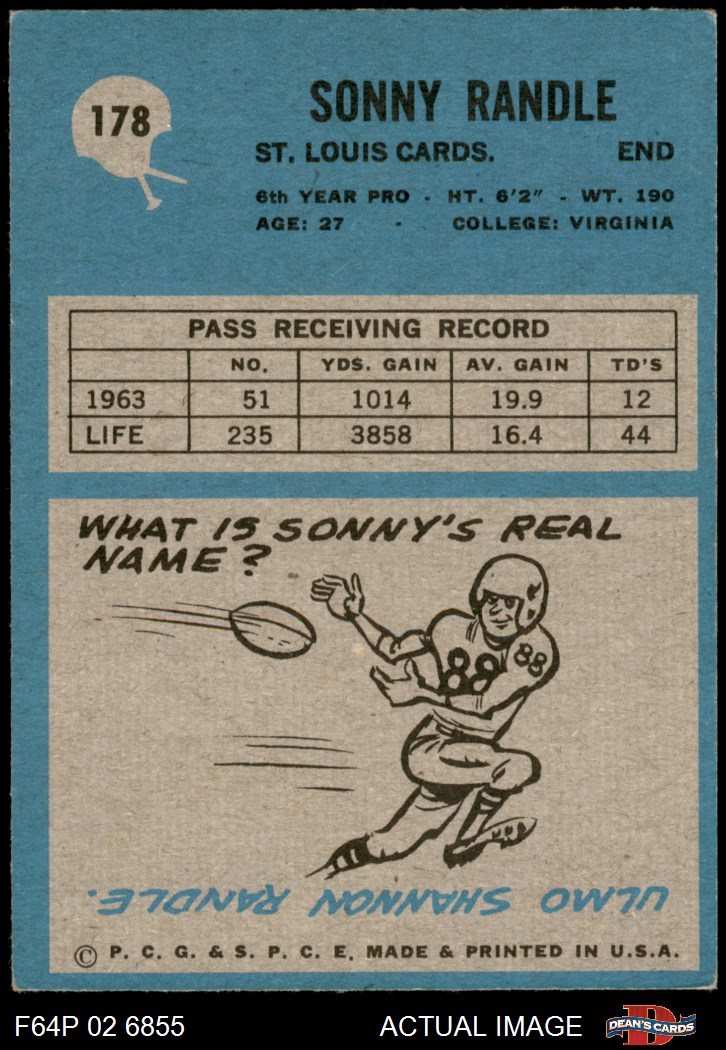 178
SONNY RANDLE
ST. LOUIS CARDS. END
6th YEAR PRO - HT. 6'2" - WT. 190
AGE: 27 - COLLEGE: VIRGINIA
PASS RECEIVING RECORD
NO. YDS. GAIN AV. GAIN TD'S
1963 51 1014 19.9 12
LIFE 235 3858 16.4 44
WHAT IS SONNY'S REAL
NAME?
88
88
ULMO SHANNON RANDLE.
© P. C. G. & S. P. C. E. MADE & PRINTED IN U.S.A.
F64P 02 6855 ACTUAL IMAGE D DEAN'S CARDS